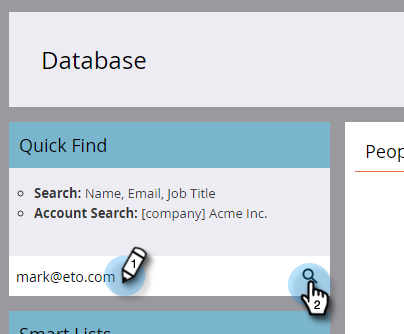 Database
Quick Find
Peop
Search: Name, Email, Job Title
Account Search: [company] Acme Inc.
mark@eto.com
1
2
Smart Lists